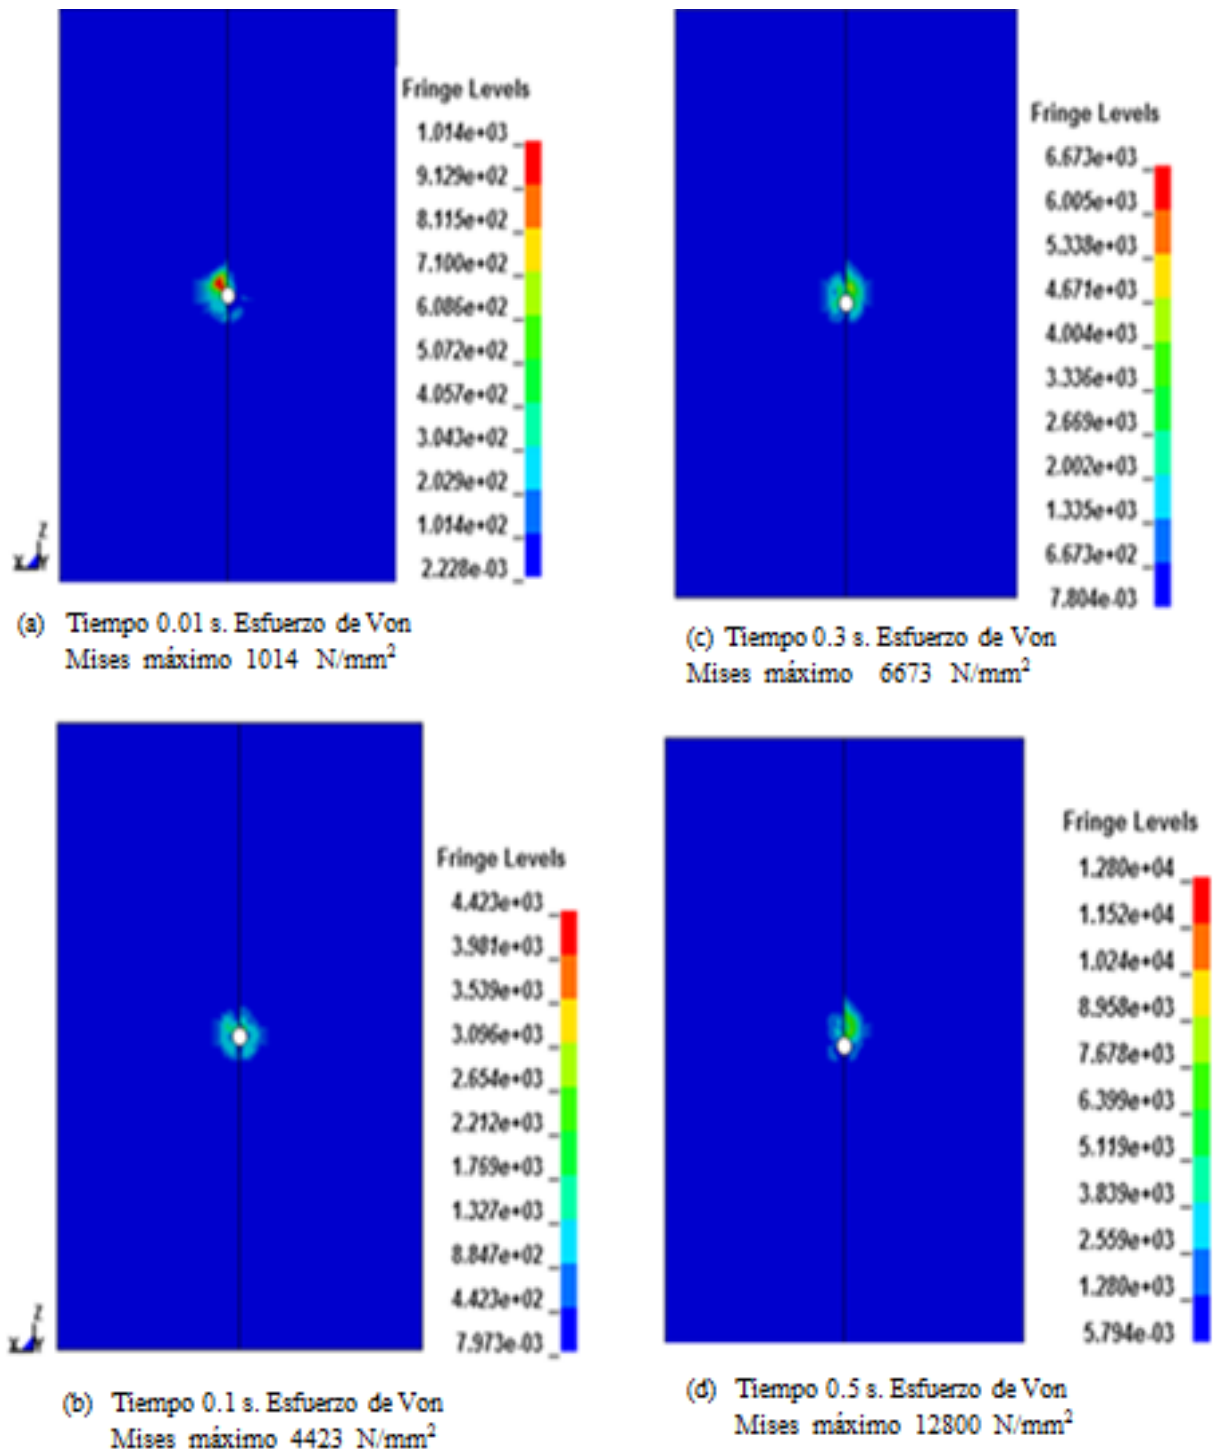 Fringe Levels
1.014e+03
9.129e+02
8.115e+02
7.100e+02
6.086e+02
5.072e+02
4.057e+02
3.043e+02
2.029e+02
1.014e+02
2.228e-03
Z
X Y
(a) Tiempo 0.01 s. Esfuerzo de Von
Mises máximo 1014 N/mm²
Fringe Levels
6.673e+03
6.005e+03
5.338e+03
4.671e+03
4.004e+03
3.336e+03
2.669e+03
2.002e+03
1.335e+03
6.673e+02
7.804e-03
(c) Tiempo 0.3 s. Esfuerzo de Von
Mises máximo 6673 N/mm²
Fringe Levels
4.423e+03
3.981e+03
3.539e+03
3.096e+03
2.654e+03
2.212e+03
1.769e+03
1.327e+03
8.847e+02
4.423e+02
7.973e-03
Z
X Y
(b) Tiempo 0.1 s. Esfuerzo de Von
Mises máximo 4423 N/mm²
Fringe Levels
1.280e+04
1.152e+04
1.024e+04
8.958e+03
7.678e+03
6.399e+03
5.119e+03
3.839e+03
2.559e+03
1.280e+03
5.794e-03
(d) Tiempo 0.5 s. Esfuerzo de Von
Mises máximo 12800 N/mm²